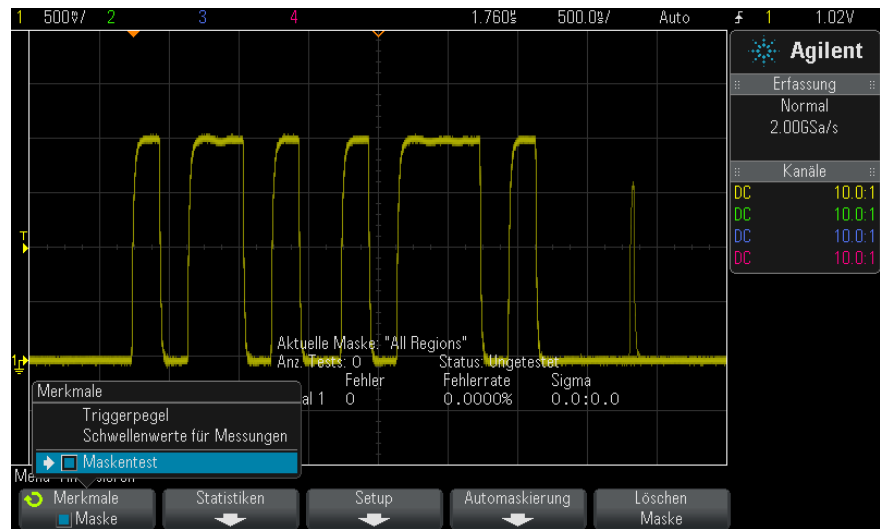 1 500♥/ 2 3 4 1.760s 500.0s/ Auto 1 1.02V
Agilent
Erfassung
Normal
2.00GSa/s
Kanäle
DC 10.0:1
DC 10.0:1
DC 10.0:1
DC 10.0:1
T
1
Aktuelle Maske: "All Regions"
Anz. Tests: 0 Status: Ungetestet
Fehler Fehlerrate Sigma
al 1 0 0.0000% 0.0:0.0
Merkmale
Triggerpegel
Schwellenwerte für Messungen
Maskentest
Merkmale Statistiken Setup Automaskierung Löschen
Maske Maske